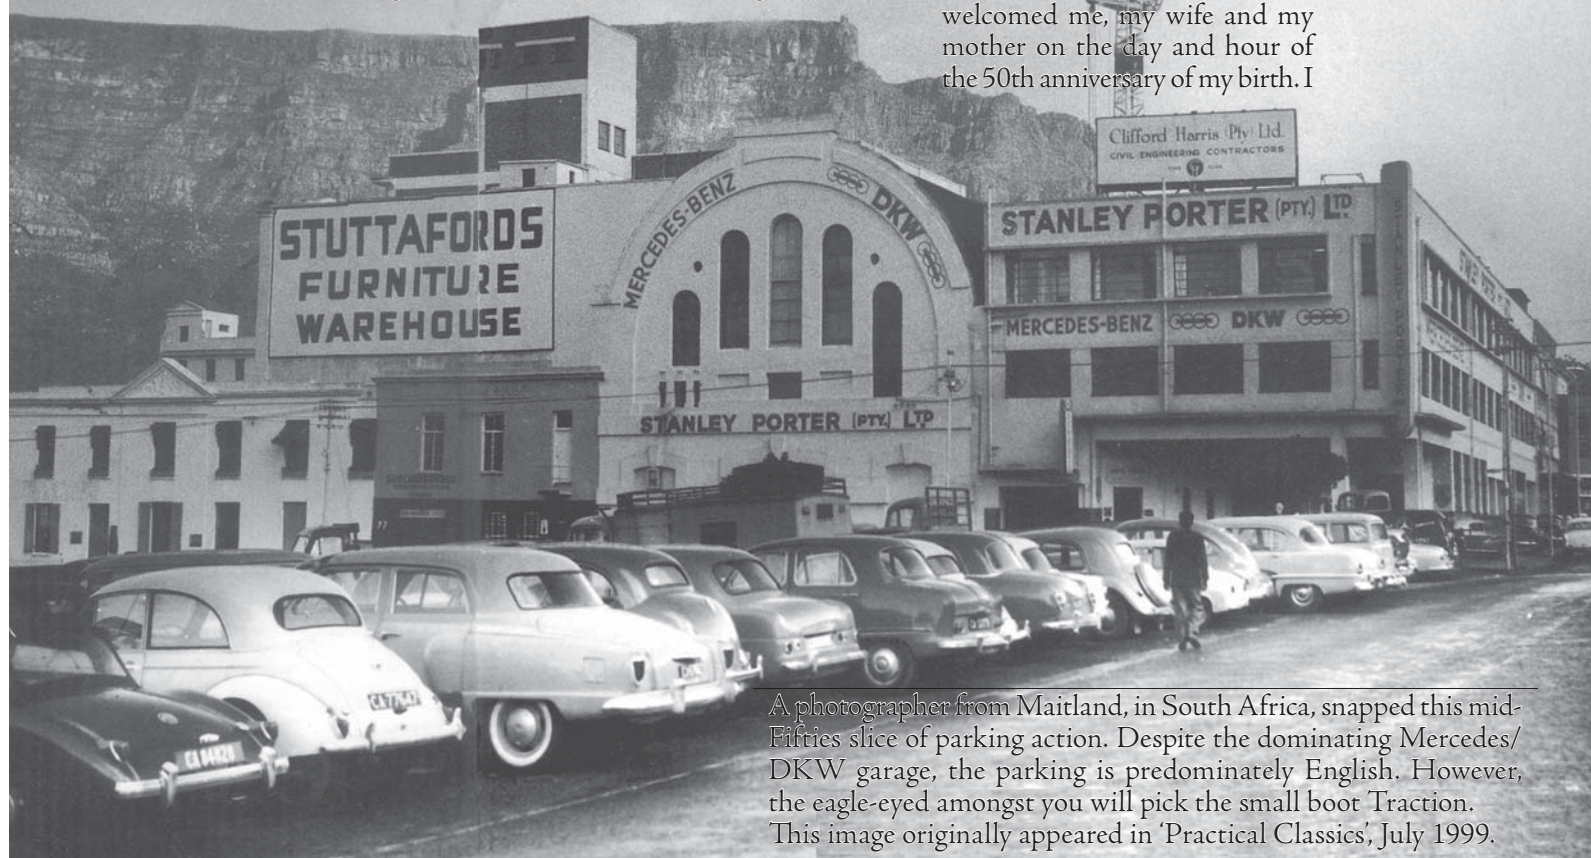 welcomed me, my wife and my
mother on the day and hour of
the 50th anniversary of my birth. I
Clifford Harris (Pty) Ltd.
CIVIL ENGINEERING CONTRACTORS
STUTTAFORDS
FURNITURE
WAREHOUSE
MERCEDES-BENZ
DKW
STANLEY PORTER (PTY.) LTD
STANLEY PORTER (PTY.) LTD
MERCEDES-BENZ DKW
CA 77647
CA 84828
A photographer from Maitland, in South Africa, snapped this mid-
Fifties slice of parking action. Despite the dominating Mercedes/
DKW garage, the parking is predominately English. However,
the eagle-eyed amongst you will pick the small boot Traction.
This image originally appeared in ‘Practical Classics’, July 1999.